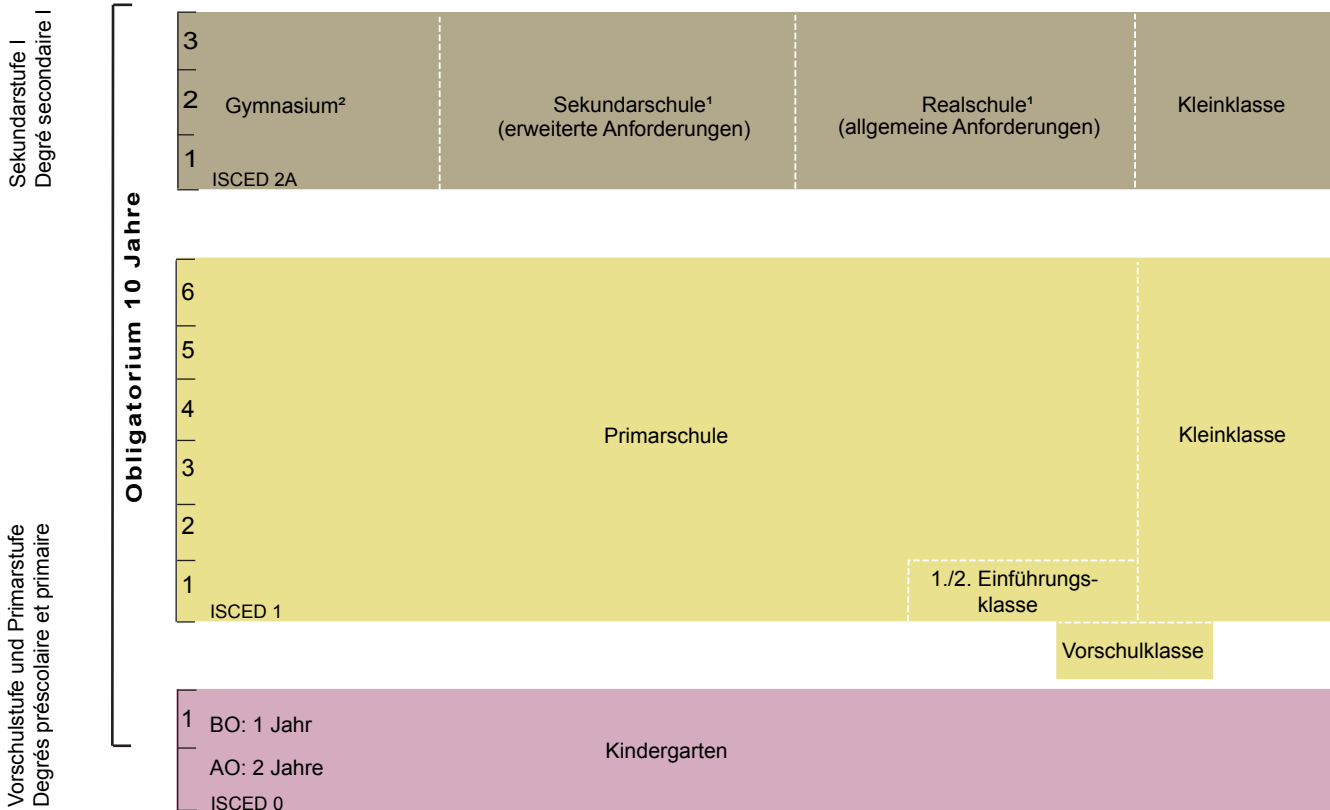 Sekundarstufe I
Degré secondaire I
Obligatorium 10 Jahre
3
2
1
Gymnasium²
Sekundarschule¹
(erweiterte Anforderungen)
Realschule¹
(allgemeine Anforderungen)
Kleinklasse
ISCED 2A
Vorschulstufe und Primarstufe
Degrés préscolaire et primaire
6
5
4
3
2
1
Primarschule
Kleinklasse
1./2. Einführungs-
klasse
ISCED 1
Vorschulklasse
1
BO: 1 Jahr
Kindergarten
AO: 2 Jahre
ISCED 0